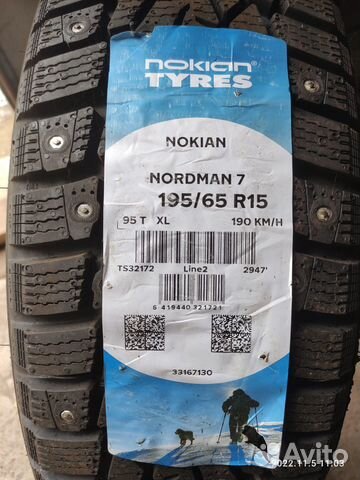 nokian®
TYRES
NOKIAN
NORDMAN 7
195/65 R15
95 T XL 190 KM/H
TS32172 Line2 2947'
6 419440 321721
33167130
2022.11.5 11:03
Avito